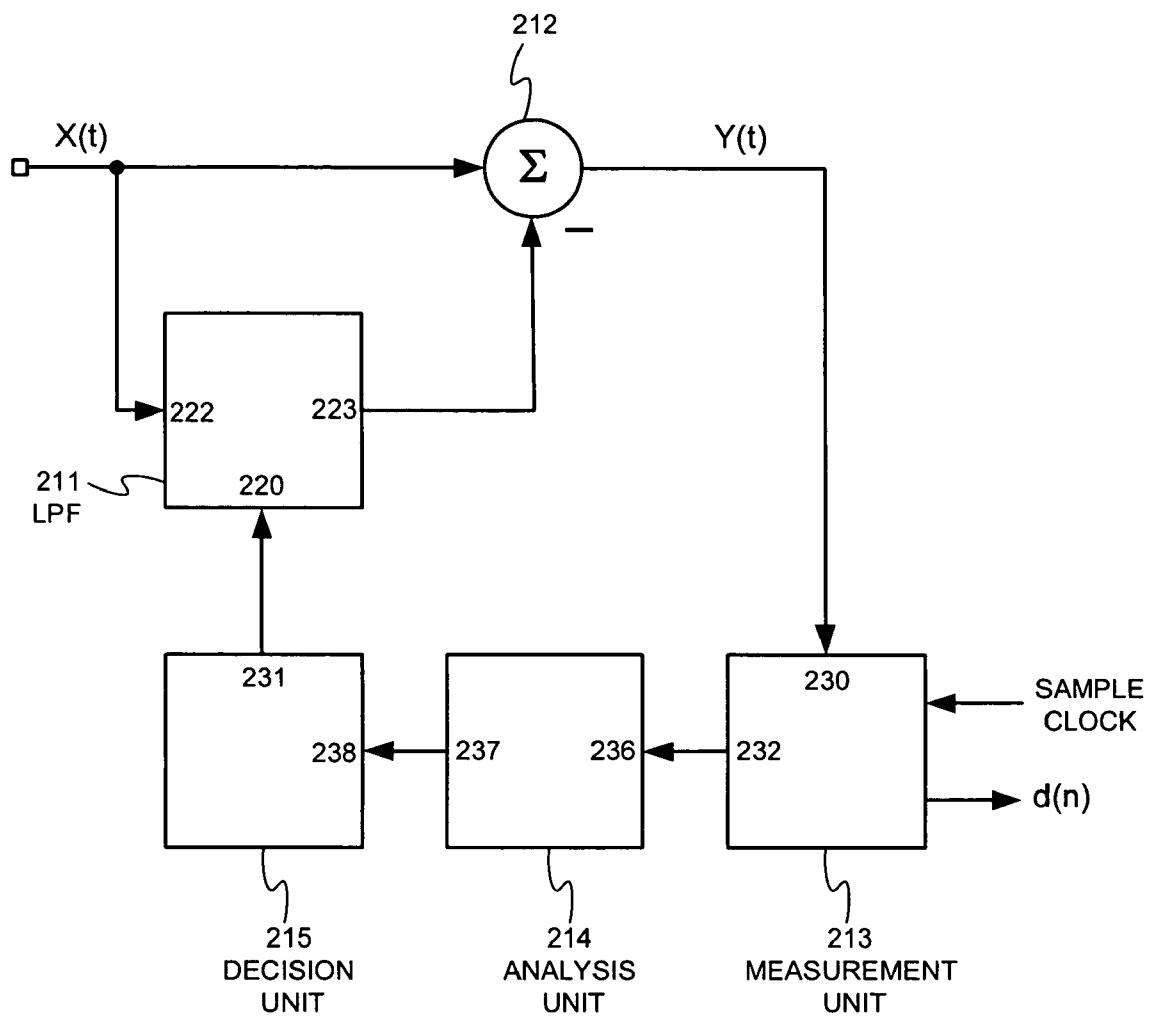 212
X(t)
Y(t)
Σ
−
222
223
220
211
LPF
231
230
SAMPLE
CLOCK
238
237
236
232
d(n)
215
DECISION
UNIT
214
ANALYSIS
UNIT
213
MEASUREMENT
UNIT